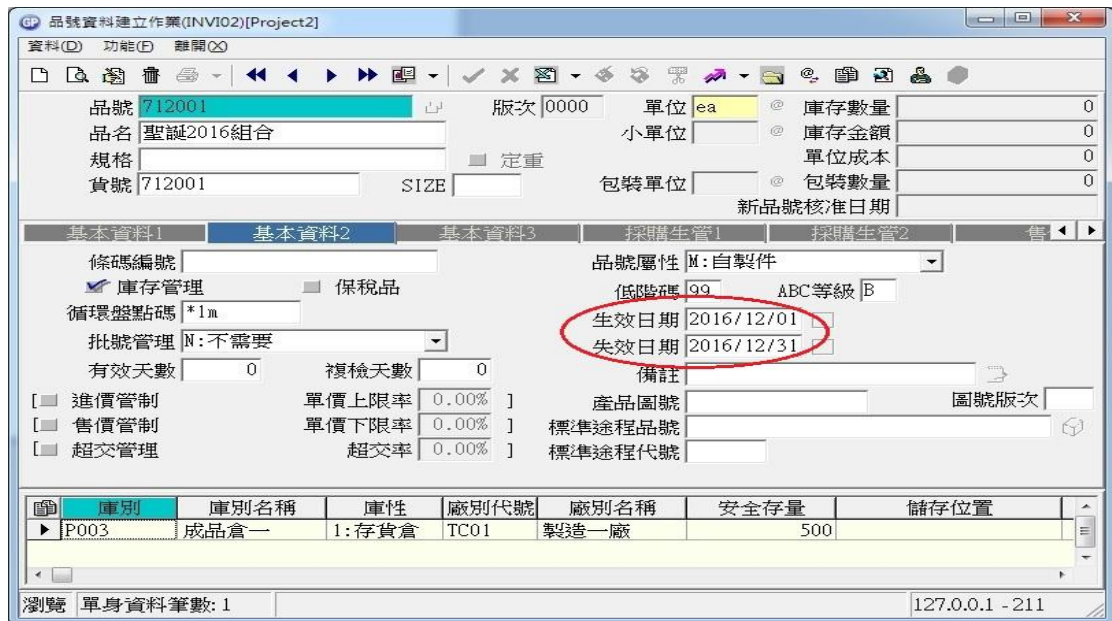 品號資料建立作業(INVI02)[Project2]
資料(D) 功能(F) 離開(X)
品號 712001 版次 0000 單位 ea @ 庫存數量 0
品名 聖誕2016組合 小單位 @ 庫存金額 0
規格 定重 單位成本 0
貨號 712001 SIZE 包裝單位 @ 包裝數量 0
新品號核准日期
基本資料1 基本資料2 基本資料3 採購生管1 採購生管2 售
條碼編號 品號屬性 M:自製件
庫存管理 保稅品 低階碼 99 ABC等級 B
循環盤點碼 *1m 生效日期 2016/12/01
批號管理 N:不需要 失效日期 2016/12/31
有效天數 0 複檢天數 0 備註
[ 進價管制 單價上限率 0.00% ] 產品圖號 圖號版次
[ 售價管制 單價下限率 0.00% ] 標準途程品號
[ 超交管理 超交率 0.00% ] 標準途程代號
庫別 庫別名稱 庫性 廠別代號 廠別名稱 安全存量 儲存位置
P003 成品倉一 1:存貨倉 TC01 製造一廠 500
瀏覽 單身資料筆數: 1 127.0.0.1 - 211